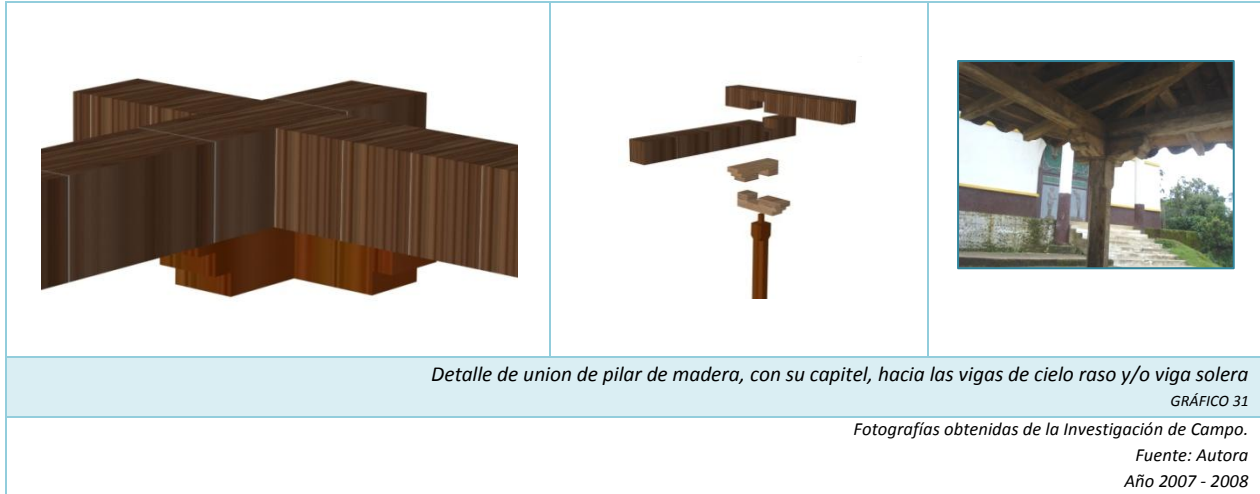 Detalle de union de pilar de madera, con su capitel, hacia las vigas de cielo raso y/o viga solera
GRÁFICO 31
Fotografías obtenidas de la Investigación de Campo.
Fuente: Autora
Año 2007 - 2008